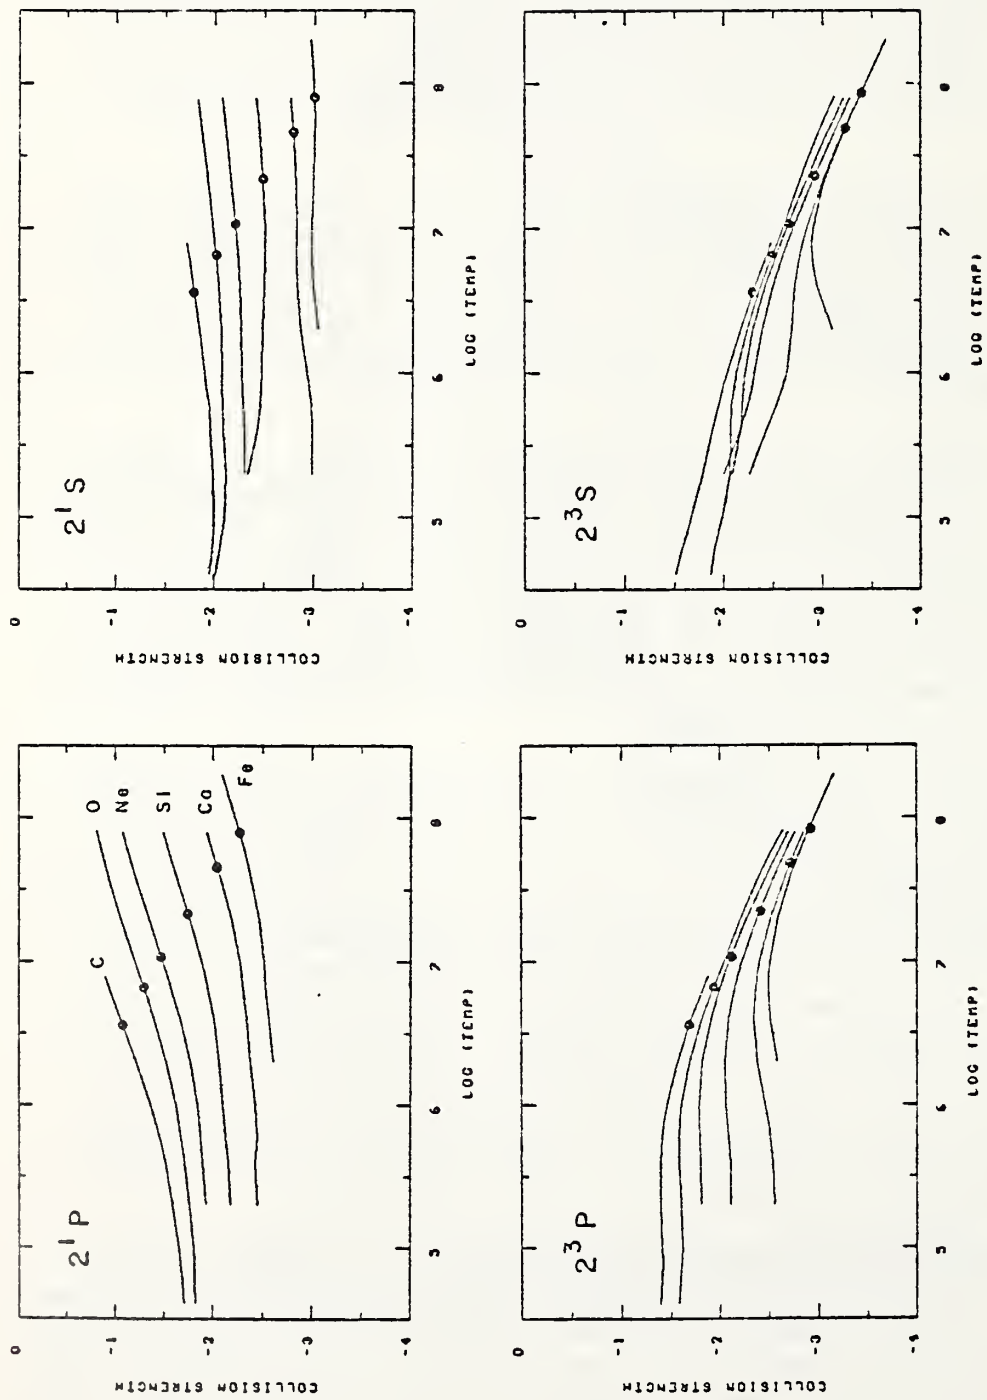 2¹P
C
O
Ne
Si
Ca
Fe
0
-1
-2
-3
-4
COLLISION STRENGTH
5
6
7
8
LOG (TEMP)
2¹S
0
-1
-2
-3
-4
COLLISION STRENGTH
5
6
7
8
LOG (TEMP)
2³P
0
-1
-2
-3
-4
COLLISION STRENGTH
5
6
7
8
LOG (TEMP)
2³S
0
-1
-2
-3
-4
COLLISION STRENGTH
5
6
7
8
LOG (TEMP)